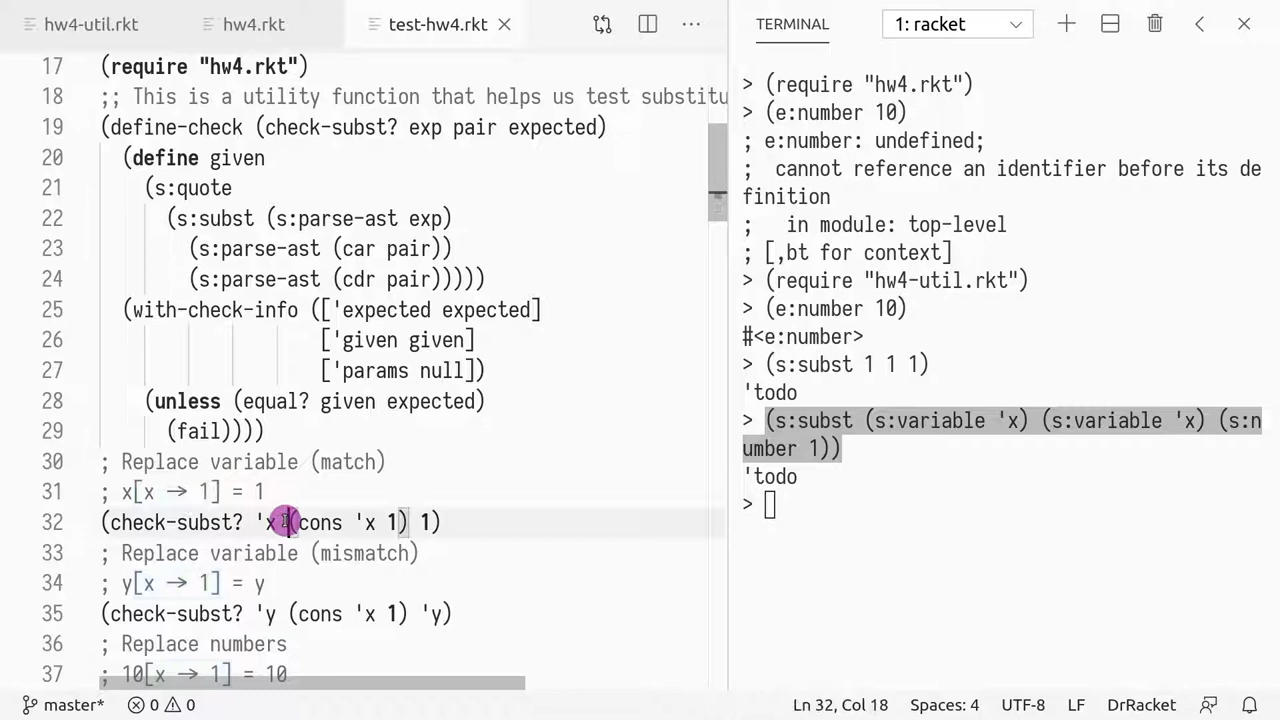 hw4-util.rkt
hw4.rkt
test-hw4.rkt
TERMINAL
1: racket
17 (require "hw4.rkt")
18 ;; This is a utility function that helps us test substitu
19 (define-check (check-subst? exp pair expected)
20 (define given
21 (s:quote
22 (s:subst (s:parse-ast exp)
23 (s:parse-ast (car pair))
24 (s:parse-ast (cdr pair)))))
25 (with-check-info (['expected expected]
26 ['given given]
27 ['params null])
28 (unless (equal? given expected)
29 (fail))))
30 ; Replace variable (match)
31 ; x[x → 1] = 1
32 (check-subst? 'x (cons 'x 1) 1)
33 ; Replace variable (mismatch)
34 ; y[x → 1] = y
35 (check-subst? 'y (cons 'x 1) 'y)
36 ; Replace numbers
37 ; 10[x → 1] = 10
> (require "hw4.rkt")
> (e:number 10)
; e:number: undefined;
;  cannot reference an identifier before its de
finition
;   in module: top-level
; [,bt for context]
> (require "hw4-util.rkt")
> (e:number 10)
#<e:number>
> (s:subst 1 1 1)
'todo
> (s:subst (s:variable 'x) (s:variable 'x) (s:n
umber 1))
'todo
>
master* 0 0 Ln 32, Col 18 Spaces: 4 UTF-8 LF DrRacket